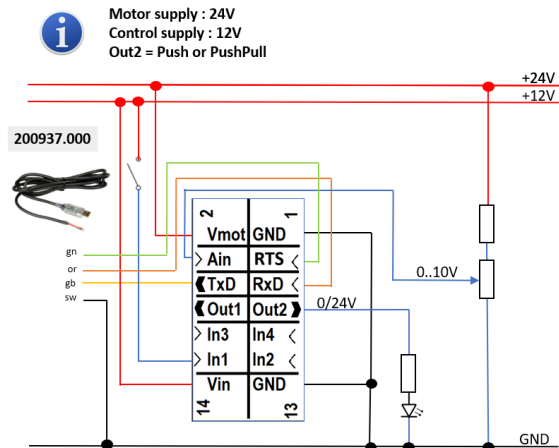 Motor supply : 24V
Control supply : 12V
Out2 = Push or PushPull
+24V
+12V
200937.000
2 1
Vmot GND
Ain RTS
gn
or
0..10V
TxD RxD
gb
sw
Out1 Out2
0/24V
In3 In4
In1 In2
Vin GND
14 13
GND